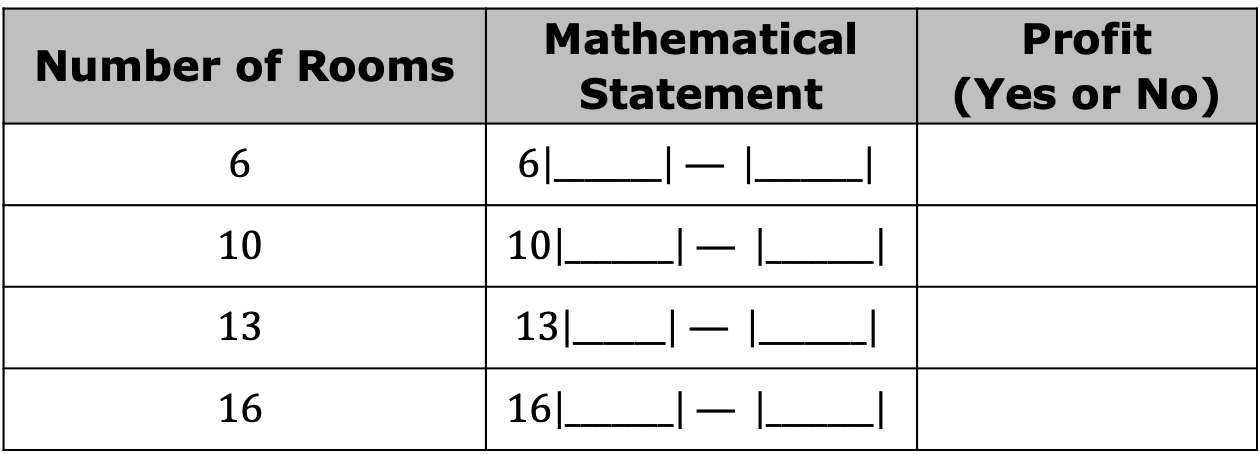 Number of Rooms
Mathematical
Statement
Profit
(Yes or No)
6
6|_____| — |_____|
10
10|_____| — |_____|
13
13|____| — |_____|
16
16|_____| — |_____|